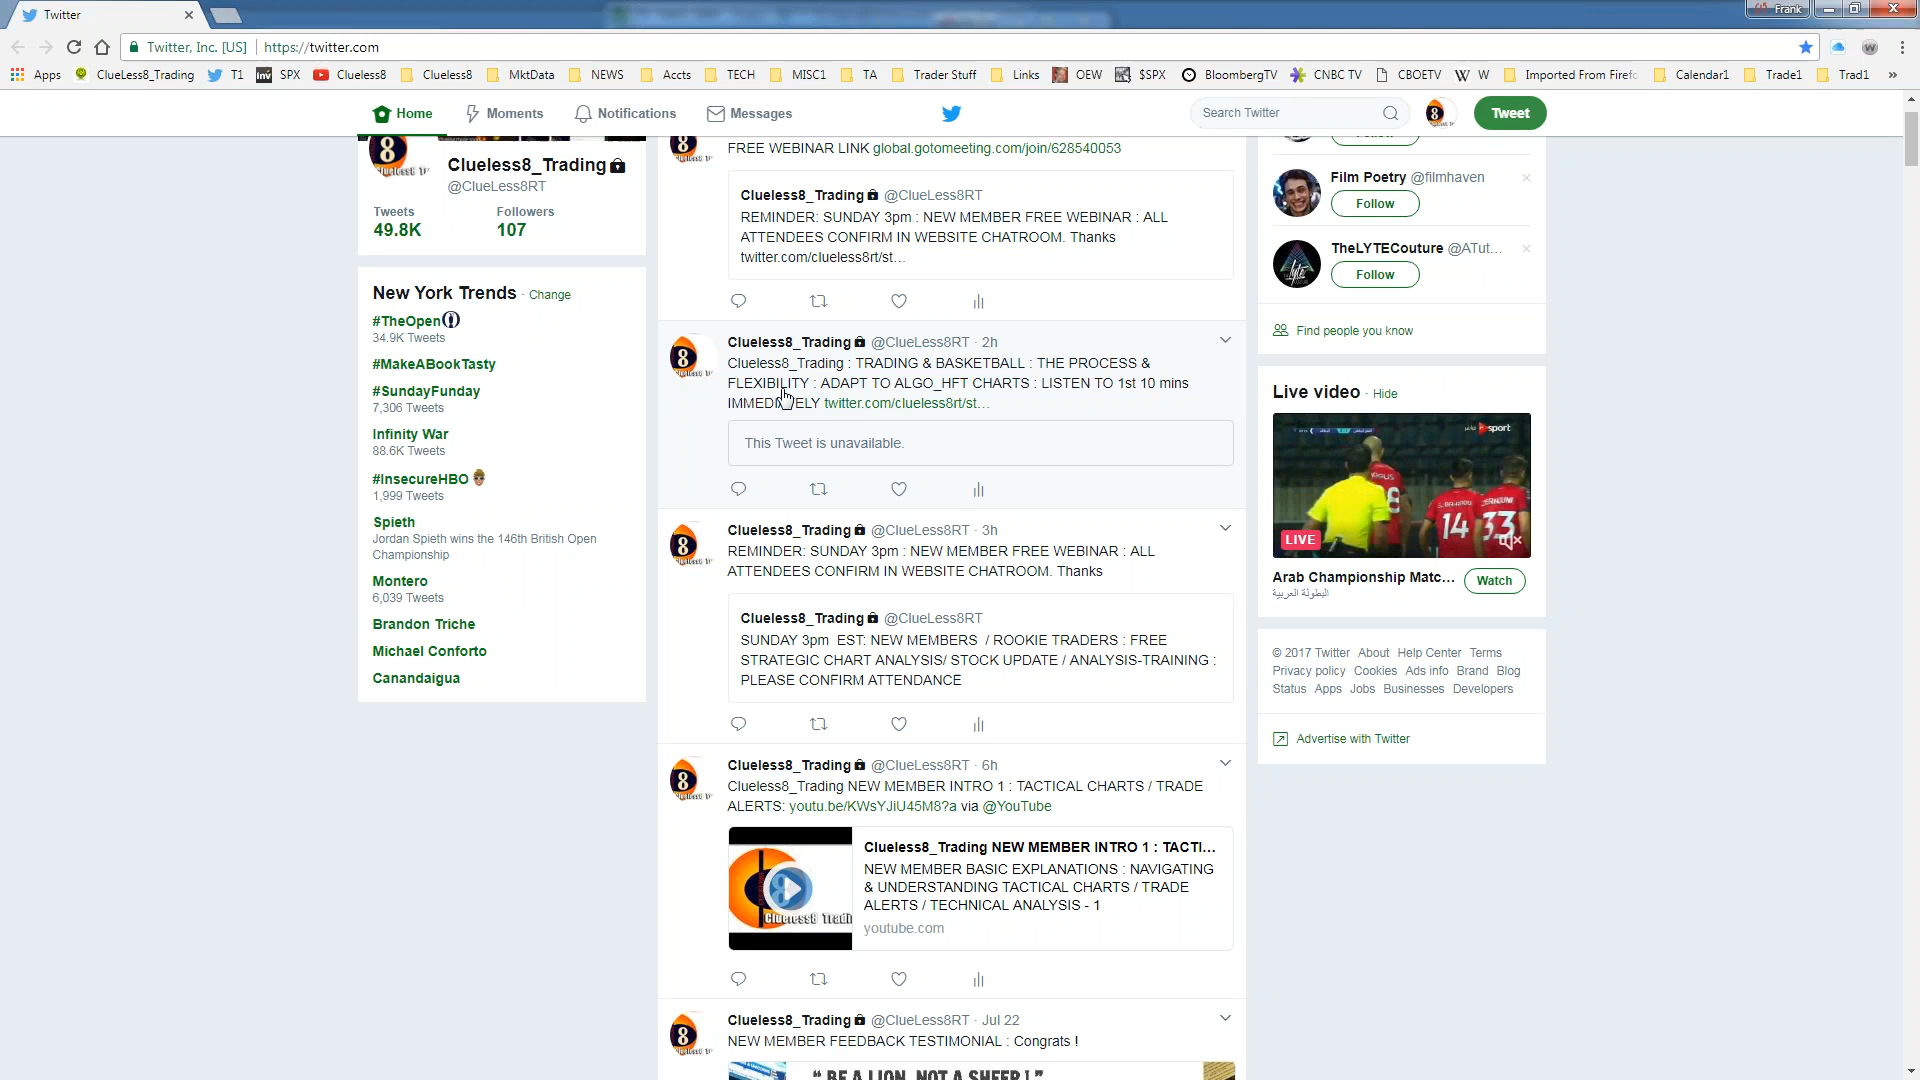 Twitter
Frank
Twitter, Inc. [US]
https://twitter.com
Apps
ClueLess8_Trading
T1
SPX
Clueless8
Clueless8
MktData
NEWS
Accts
TECH
MISC1
TA
Trader Stuff
Links
OEW
$SPX
BloombergTV
CNBC TV
CBOETV
W
Imported From Firefo
Calendar1
Trade1
Trad1
Home
Moments
Notifications
Messages
Search Twitter
Tweet
Clueless8_Trading
@ClueLess8RT
Tweets
Followers
49.8K
107
New York Trends · Change
#TheOpen
34.9K Tweets
#MakeABookTasty
#SundayFunday
7,306 Tweets
Infinity War
88.6K Tweets
#InsecureHBO
1,999 Tweets
Spieth
Jordan Spieth wins the 146th British Open
Championship
Montero
6,039 Tweets
Brandon Triche
Michael Conforto
Canandaigua
FREE WEBINAR LINK global.gotomeeting.com/join/628540053
Clueless8_Trading @ClueLess8RT
REMINDER: SUNDAY 3pm : NEW MEMBER FREE WEBINAR : ALL
ATTENDEES CONFIRM IN WEBSITE CHATROOM. Thanks
twitter.com/clueless8rt/st…
Clueless8_Trading @ClueLess8RT · 2h
Clueless8_Trading : TRADING & BASKETBALL : THE PROCESS &
FLEXIBILITY : ADAPT TO ALGO_HFT CHARTS : LISTEN TO 1st 10 mins
twitter.com/clueless8rt/st…
This Tweet is unavailable.
Clueless8_Trading @ClueLess8RT · 3h
REMINDER: SUNDAY 3pm : NEW MEMBER FREE WEBINAR : ALL
ATTENDEES CONFIRM IN WEBSITE CHATROOM. Thanks
Clueless8_Trading @ClueLess8RT
SUNDAY 3pm EST: NEW MEMBERS / ROOKIE TRADERS : FREE
STRATEGIC CHART ANALYSIS/ STOCK UPDATE / ANALYSIS-TRAINING :
PLEASE CONFIRM ATTENDANCE
Clueless8_Trading @ClueLess8RT · 6h
Clueless8_Trading NEW MEMBER INTRO 1 : TACTICAL CHARTS / TRADE
ALERTS: youtu.be/KWsYJiU45M8?a via @YouTube
Clueless8_Trading NEW MEMBER INTRO 1 : TACTI...
NEW MEMBER BASIC EXPLANATIONS : NAVIGATING
& UNDERSTANDING TACTICAL CHARTS / TRADE
ALERTS / TECHNICAL ANALYSIS - 1
youtube.com
Clueless8_Trading @ClueLess8RT · Jul 22
NEW MEMBER FEEDBACK TESTIMONIAL : Congrats !
“ BE A LION, NOT A SHEEP ! ”
Film Poetry @filmhaven
Follow
TheLYTECouture @ATut...
Follow
Find people you know
Live video · Hide
sport
8
14
33
LIVE
Arab Championship Matc...
البطولة العربية
Watch
© 2017 Twitter About Help Center Terms
Privacy policy Cookies Ads info Brand Blog
Status Apps Jobs Businesses Developers
Advertise with Twitter